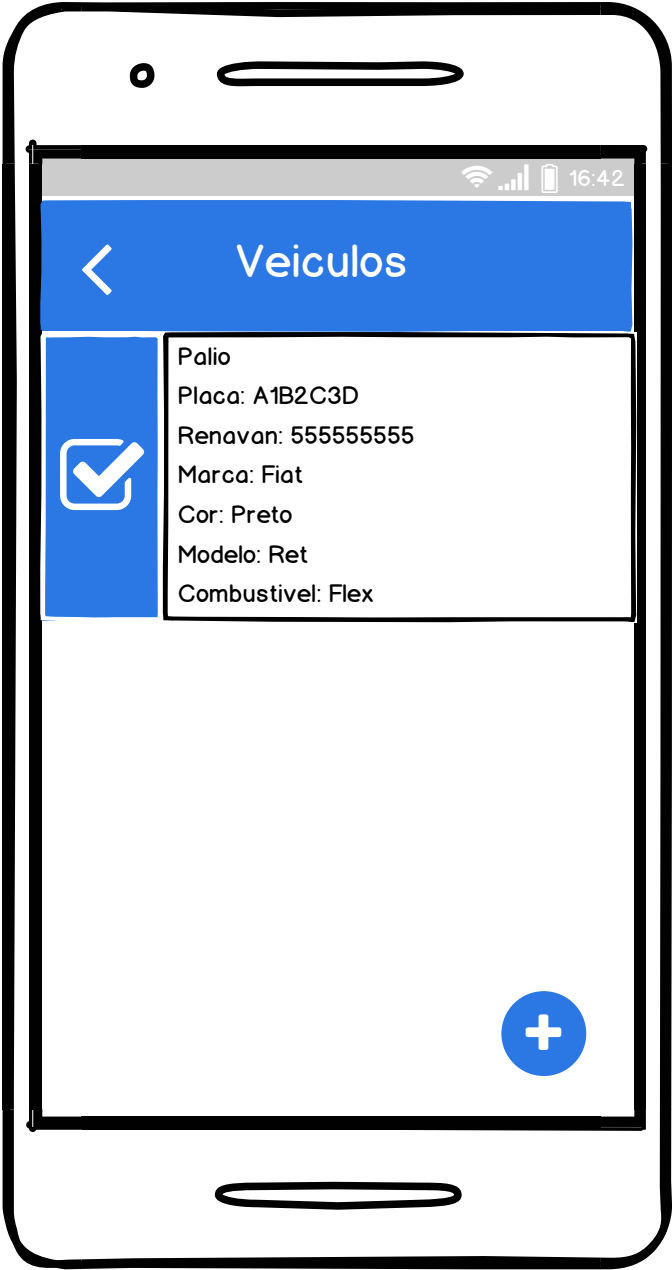 16:42
Veiculos
Palio
Placa: A1B2C3D
Renavan: 555555555
Marca: Fiat
Cor: Preto
Modelo: Ret
Combustivel: Flex